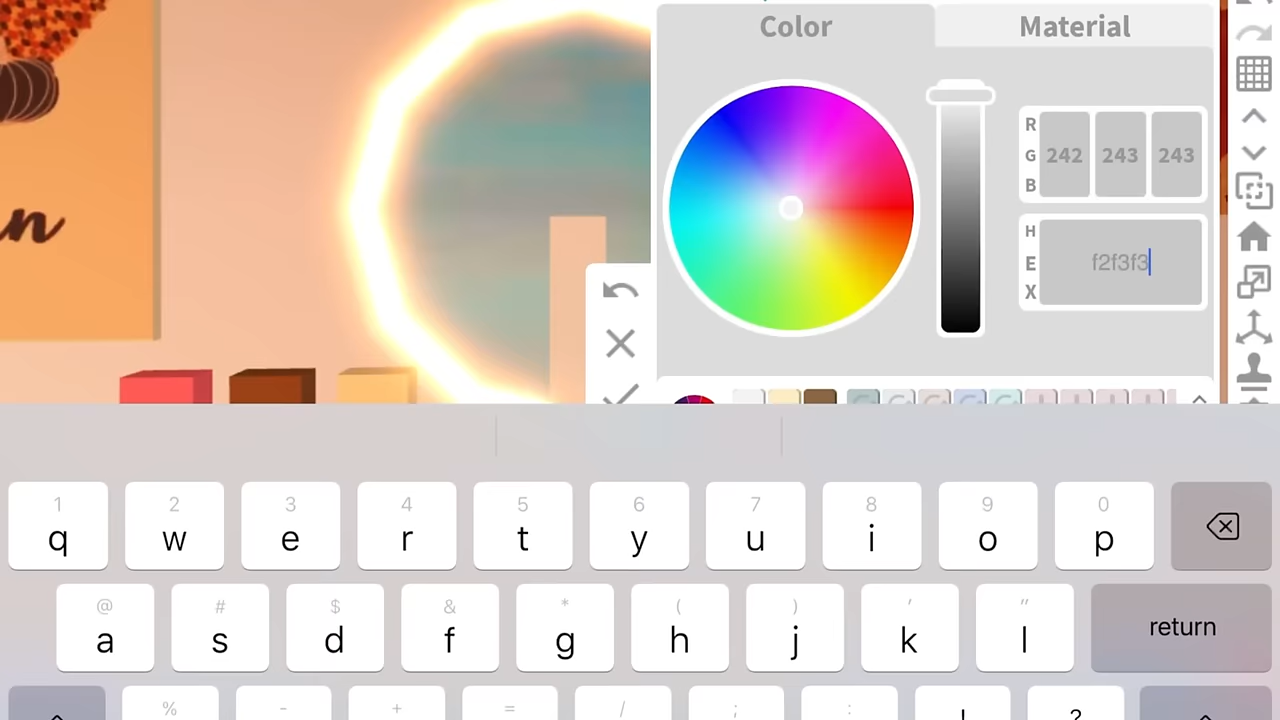 Color
Material
R
G
B
242
243
243
H
E
X
f2f3f3
n
1 2 3 4 5 6 7 8 9 0
q w e r t y u i o p
@ # $ & * ( ) ' "
a s d f g h j k l
return
% - + = / ; : ! ?